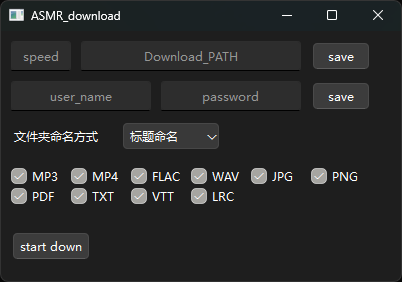 ASMR_download
speed Download_PATH save
user_name password save
文件夹命名方式 标题命名
MP3 MP4 FLAC WAV JPG PNG
PDF TXT VTT LRC
start down